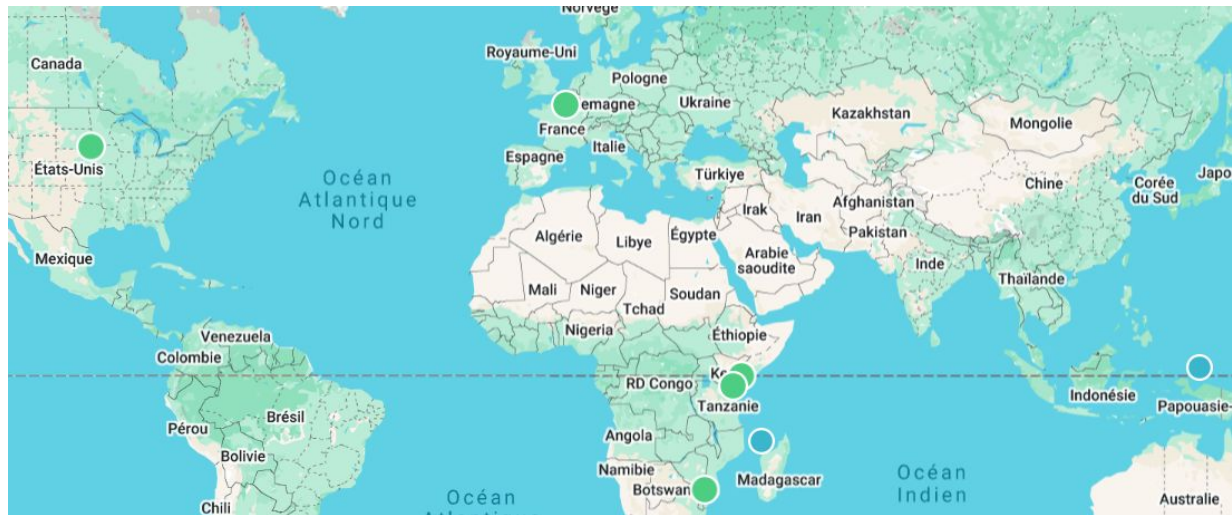 Norvège
Royaume-Uni
Canada
Pologne
emagne
Ukraine
Kazakhstan
Mongolie
France
Italie
Espagne
États-Unis
Türkiye
Chine
Corée
du Sud
Japo
Océan
Atlantique
Nord
Irak
Iran
Afghanistan
Pakistan
Algérie
Libye
Égypte
Arabie
saoudite
Mexique
Inde
Thaïlande
Mali
Niger
Tchad
Soudan
Nigeria
Éthiopie
Venezuela
Colombie
Ke
RD Congo
Tanzanie
Indonésie
Papouasie-
Brésil
Pérou
Angola
Bolivie
Namibie
Madagascar
Botswan
Océan
Indien
Océan
Australie
Chili